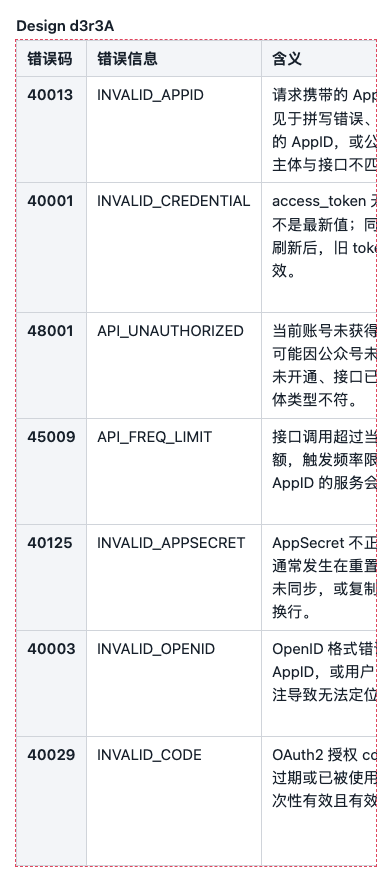 Design d3r3A
错误码 错误信息 含义
40013 INVALID_APPID 请求携带的 App
见于拼写错误、
的 AppID，或公
主体与接口不匹
40001 INVALID_CREDENTIAL access_token
不是最新值；同
刷新后，旧 tok
效。
48001 API_UNAUTHORIZED 当前账号未获得
可能因公众号未
未开通、接口已
体类型不符。
45009 API_FREQ_LIMIT 接口调用超过当
额，触发频率限
AppID 的服务会
40125 INVALID_APPSECRET AppSecret 不正
通常发生在重置
未同步，或复制
换行。
40003 INVALID_OPENID OpenID 格式错
AppID，或用户
注导致无法定位
40029 INVALID_CODE OAuth2 授权 co
过期或已被使用
次性有效且有效